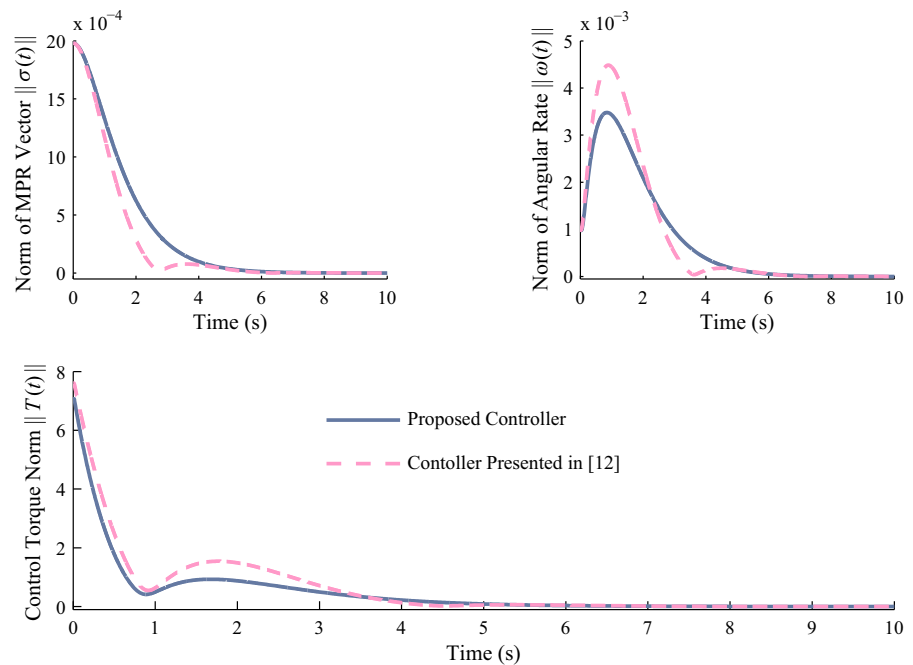 x 10⁻⁴
20
15
10
5
0
0 2 4 6 8 10
Norm of MPR Vector || σ(t) ||
Time (s)
x 10⁻³
5
4
3
2
1
0
0 2 4 6 8 10
Norm of Angular Rate || ω(t) ||
Time (s)
8
6
4
2
0
0 1 2 3 4 5 6 7 8 9 10
Control Torque Norm || T(t) ||
Time (s)
Proposed Controller
Contoller Presented in [12]